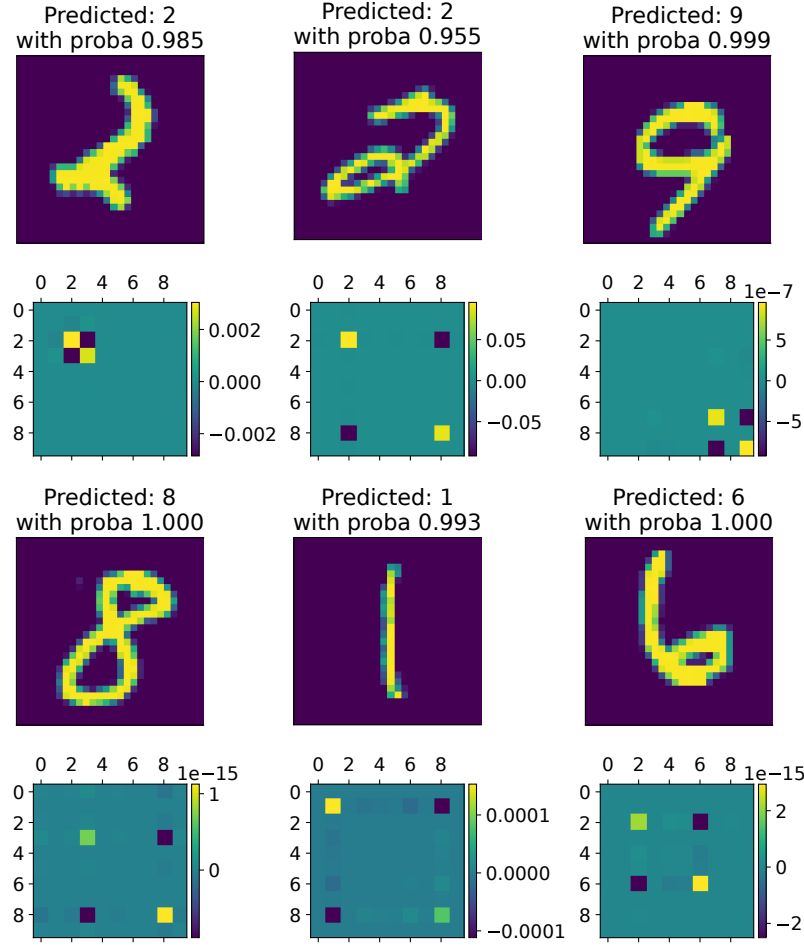 Predicted: 2 with proba 0.985
Predicted: 2 with proba 0.955
Predicted: 9 with proba 0.999
2
2
9
0 2 4 6 8
0 2 4 6 8
0.002 0.000 −0.002
0 2 4 6 8
0 2 4 6 8
0.05 0.00 −0.05
0 2 4 6 8
0 2 4 6 8
1e−7
5 0 −5
Predicted: 8 with proba 1.000
Predicted: 1 with proba 0.993
Predicted: 6 with proba 1.000
8
1
6
0 2 4 6 8
0 2 4 6 8
1e−15
1 0
0 2 4 6 8
0 2 4 6 8
0.0001 0.0000 −0.0001
0 2 4 6 8
0 2 4 6 8
1e−15
2 0 −2